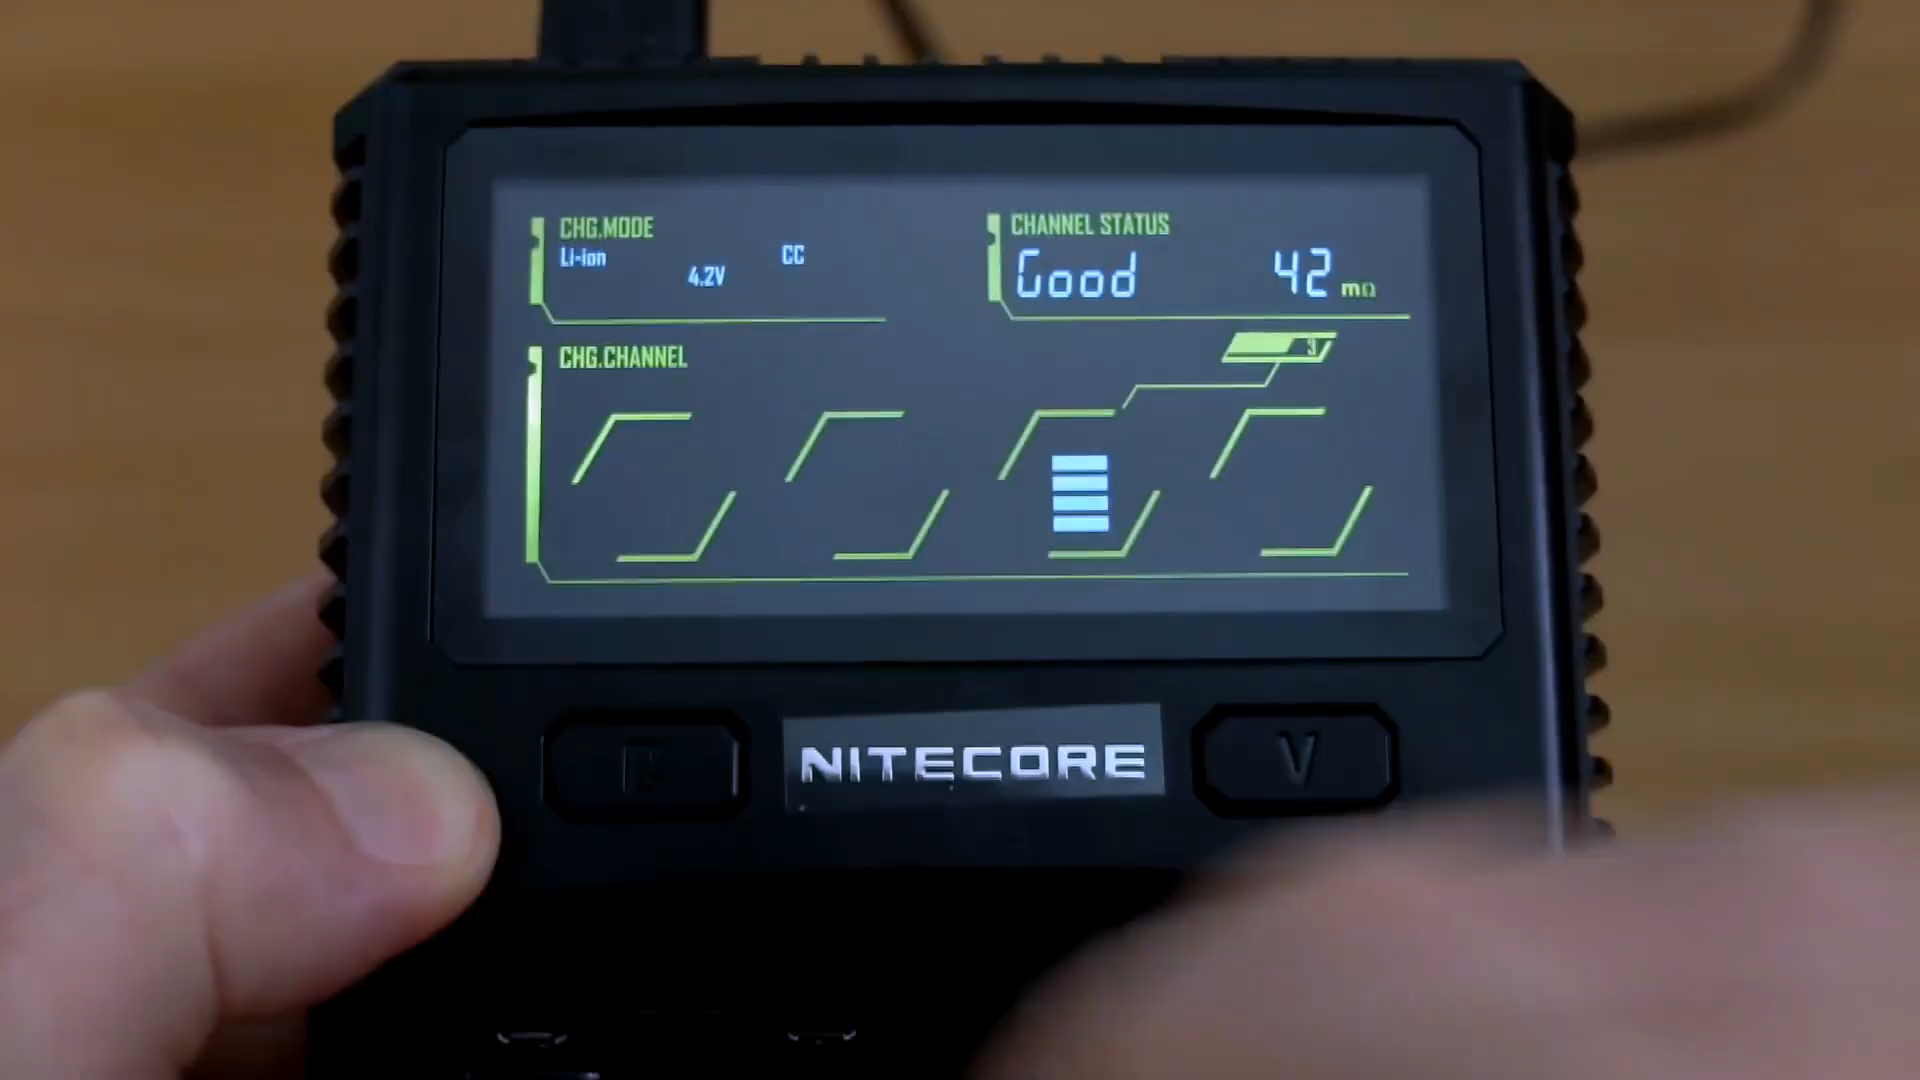 CHG.MODE
Li-ion
4.2V
CC
CHANNEL STATUS
Good 42 mΩ
3
CHG.CHANNEL
NITECORE
V